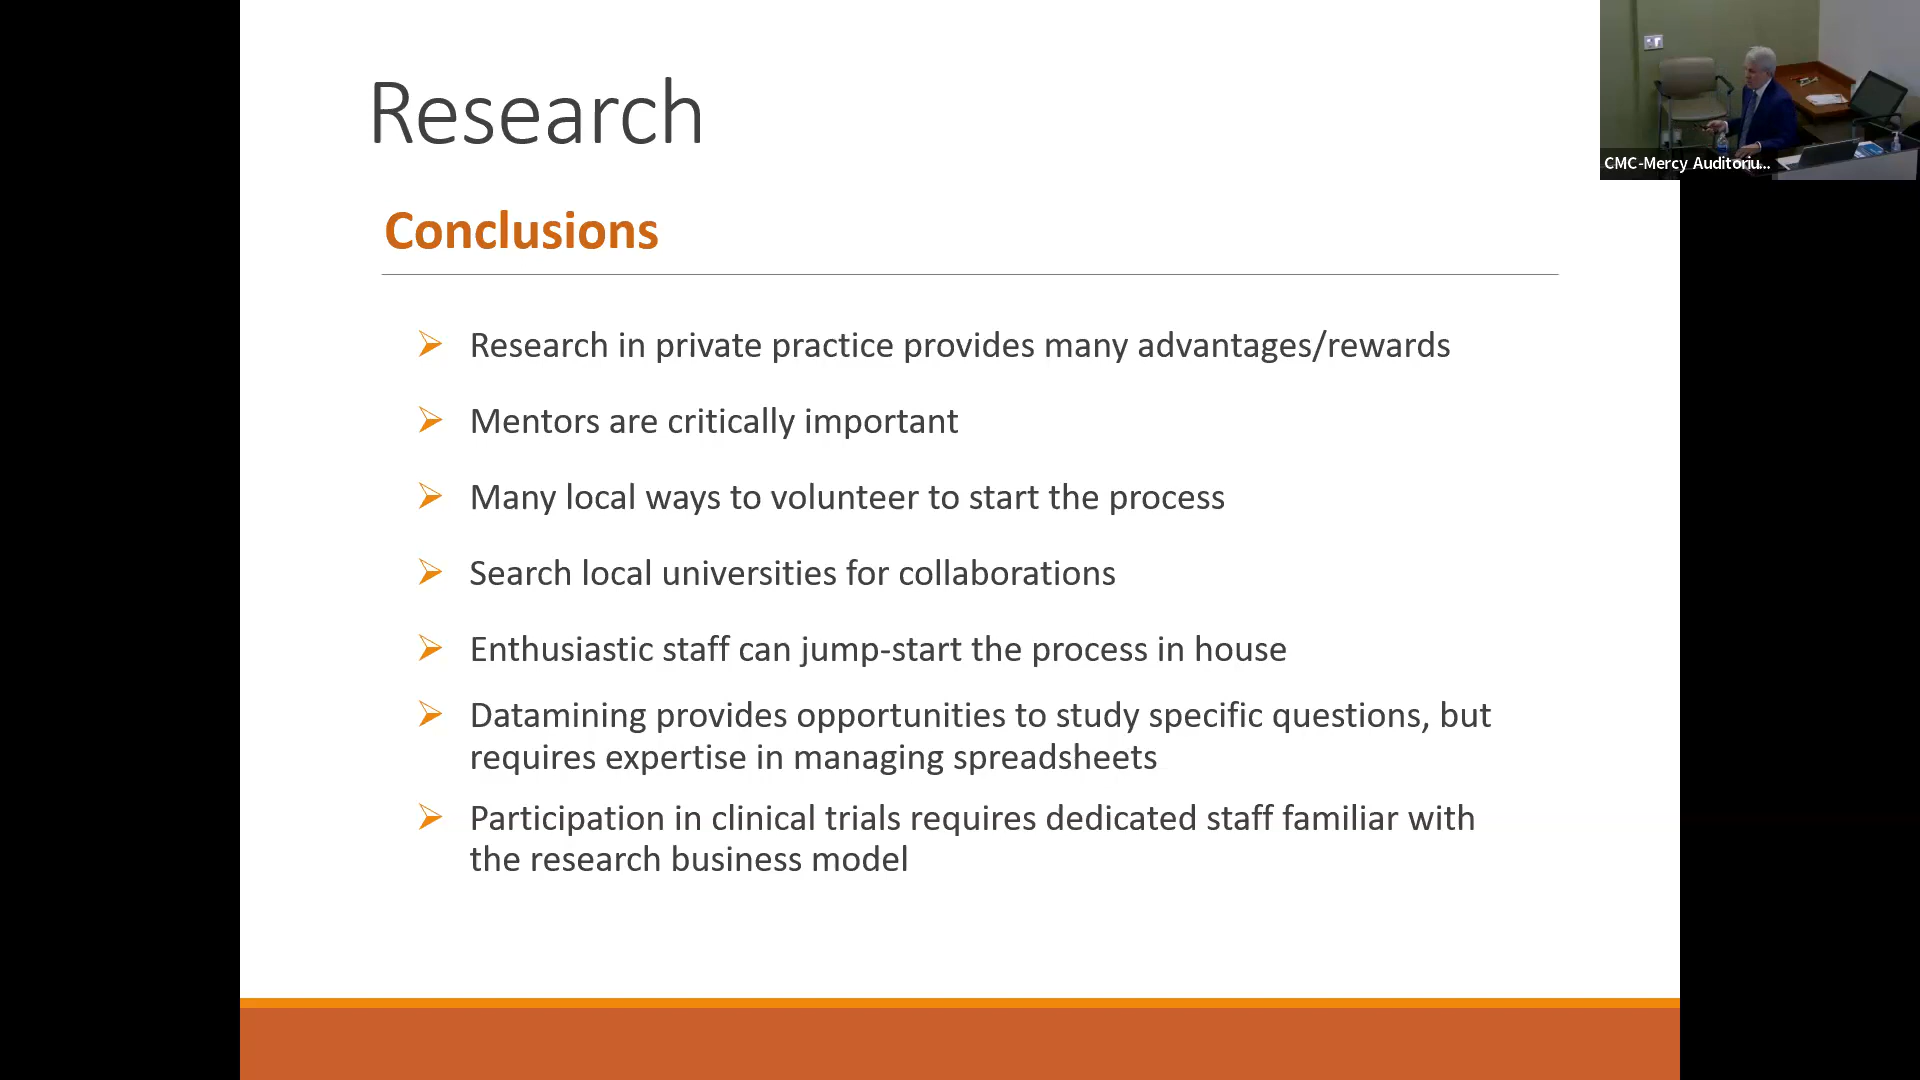 Research
CMC-Mercy Auditoriu...
Conclusions
Research in private practice provides many advantages/rewards
Mentors are critically important
Many local ways to volunteer to start the process
Search local universities for collaborations
Enthusiastic staff can jump-start the process in house
Datamining provides opportunities to study specific questions, but
requires expertise in managing spreadsheets
Participation in clinical trials requires dedicated staff familiar with
the research business model